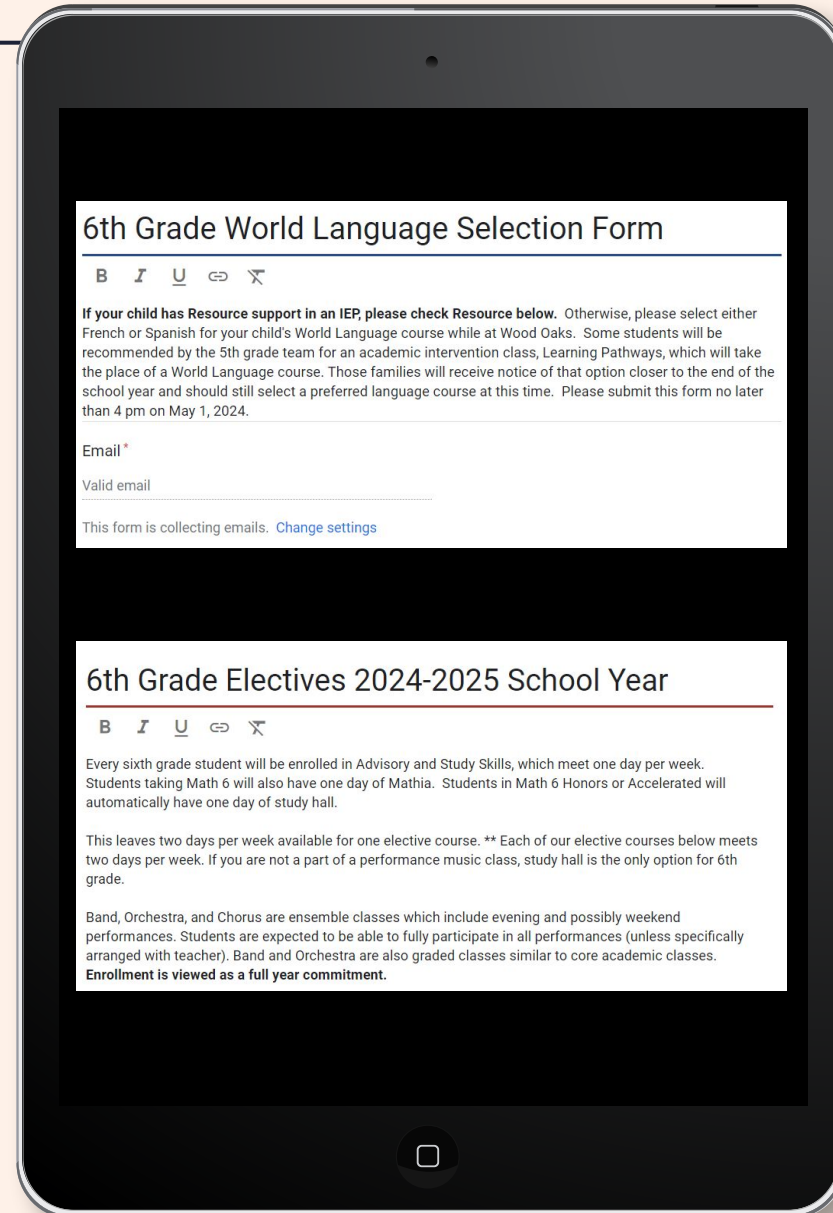 6th Grade World Language Selection Form
B I U
If your child has Resource support in an IEP, please check Resource below. Otherwise, please select either
French or Spanish for your child's World Language course while at Wood Oaks. Some students will be
recommended by the 5th grade team for an academic intervention class, Learning Pathways, which will take
the place of a World Language course. Those families will receive notice of that option closer to the end of the
school year and should still select a preferred language course at this time. Please submit this form no later
than 4 pm on May 1, 2024.
Email *
Valid email
This form is collecting emails. Change settings
6th Grade Electives 2024-2025 School Year
B I U
Every sixth grade student will be enrolled in Advisory and Study Skills, which meet one day per week.
Students taking Math 6 will also have one day of Mathia. Students in Math 6 Honors or Accelerated will
automatically have one day of study hall.
This leaves two days per week available for one elective course. ** Each of our elective courses below meets
two days per week. If you are not a part of a performance music class, study hall is the only option for 6th
grade.
Band, Orchestra, and Chorus are ensemble classes which include evening and possibly weekend
performances. Students are expected to be able to fully participate in all performances (unless specifically
arranged with teacher). Band and Orchestra are also graded classes similar to core academic classes.
Enrollment is viewed as a full year commitment.